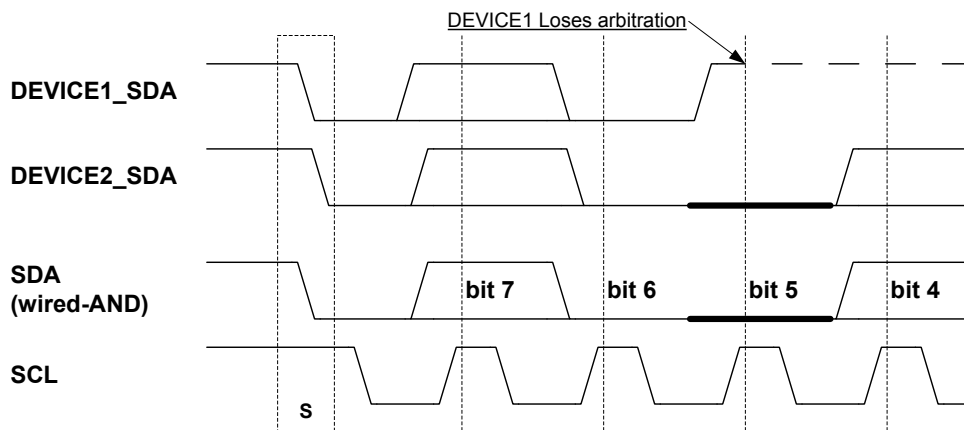 DEVICE1 Loses arbitration
DEVICE1_SDA
DEVICE2_SDA
SDA
(wired-AND)
bit 7 bit 6 bit 5 bit 4
SCL
S